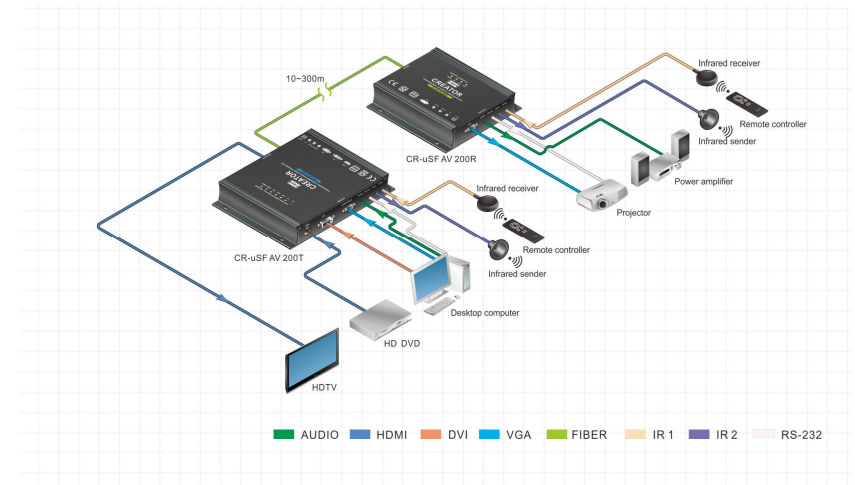 10~300m
CREATOR
CR-uSF AV 200R
Infrared receiver
Remote controller
Infrared sender
Power amplifier
Projector
CREATOR
CR-uSF AV 200T
Infrared receiver
Remote controller
Infrared sender
Desktop computer
HD DVD
HDTV
AUDIO HDMI DVI VGA FIBER IR 1 IR 2 RS-232